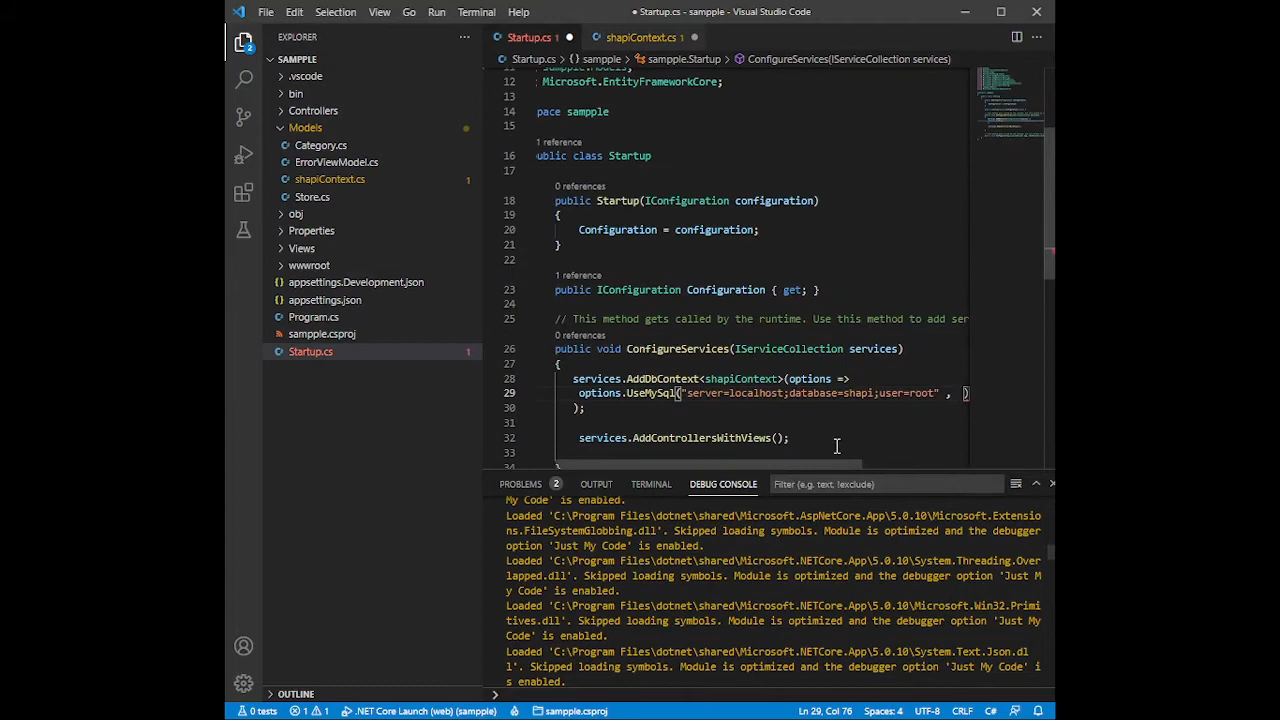 File Edit Selection View Go Run Terminal Help
● Startup.cs - sampple - Visual Studio Code
EXPLORER
SAMPPLE
.vscode
bin
Controllers
Models
Category.cs
ErrorViewModel.cs
shapiContext.cs 1
Store.cs
obj
Properties
Views
wwwroot
appsettings.Development.json
appsettings.json
Program.cs
sampple.csproj
Startup.cs 1
OUTLINE
2
Startup.cs 1 shapiContext.cs 1
Startup.cs > {} sampple > sampple.Startup > ConfigureServices(IServiceCollection services)
12 Microsoft.EntityFrameworkCore;
13
14 pace sampple
15
1 reference
16 ublic class Startup
17
0 references
18 public Startup(IConfiguration configuration)
19 {
20 Configuration = configuration;
21 }
22
1 reference
23 public IConfiguration Configuration { get; }
24
25 // This method gets called by the runtime. Use this method to add ser
0 references
26 public void ConfigureServices(IServiceCollection services)
27 {
28 services.AddDbContext<shapiContext>(options =>
29 options.UseMySql("server=localhost;database=shapi;user=root" , )
30 );
31
32 services.AddControllersWithViews();
33
34 }
PROBLEMS 2 OUTPUT TERMINAL DEBUG CONSOLE Filter (e.g. text, !exclude)
My Code' is enabled.
Loaded 'C:\Program Files\dotnet\shared\Microsoft.AspNetCore.App\5.0.10\Microsoft.Extensio
ns.FileSystemGlobbing.dll'. Skipped loading symbols. Module is optimized and the debugger
option 'Just My Code' is enabled.
Loaded 'C:\Program Files\dotnet\shared\Microsoft.NETCore.App\5.0.10\System.Threading.Over
lapped.dll'. Skipped loading symbols. Module is optimized and the debugger option 'Just M
y Code' is enabled.
Loaded 'C:\Program Files\dotnet\shared\Microsoft.NETCore.App\5.0.10\Microsoft.Win32.Primi
tives.dll'. Skipped loading symbols. Module is optimized and the debugger option 'Just My
Code' is enabled.
Loaded 'C:\Program Files\dotnet\shared\Microsoft.NETCore.App\5.0.10\System.Text.Json.dl
l'. Skipped loading symbols. Module is optimized and the debugger option 'Just My Code' i
s enabled.
0 tests 1 1 .NET Core Launch (web) (sampple) sampple.csproj Ln 29, Col 76 Spaces: 4 UTF-8 CRLF C#